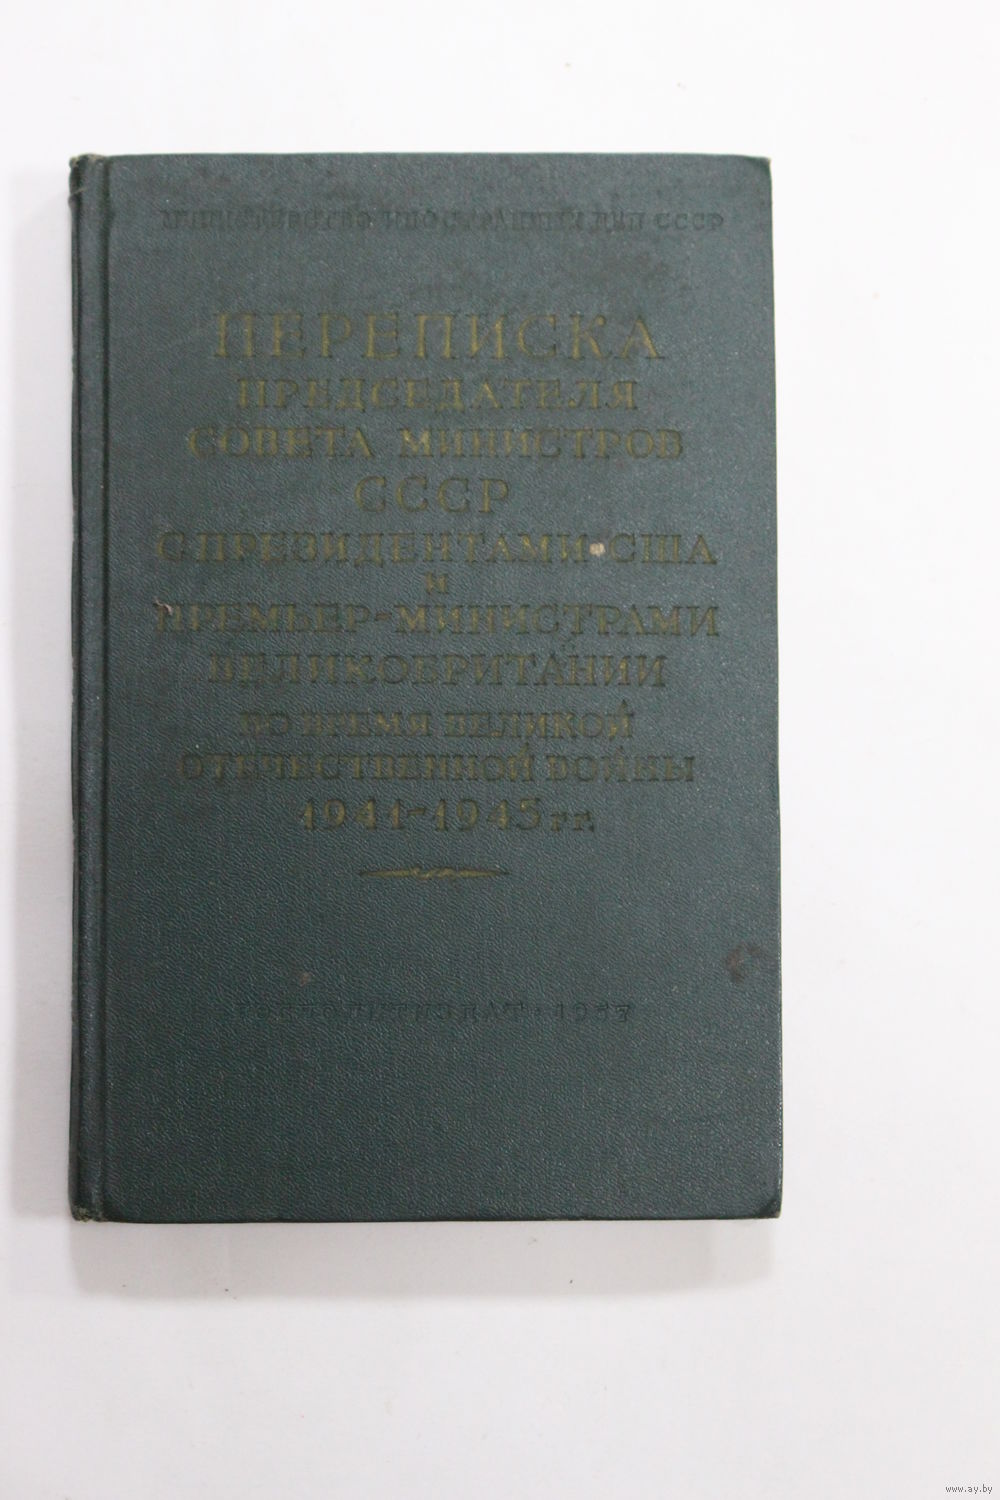 МИНИСТЕРСТВО ИНОСТРАННЫХ ДЕЛ СССР
ПЕРЕПИСКА
ПРЕДСЕДАТЕЛЯ
СОВЕТА МИНИСТРОВ
СССР
С ПРЕЗИДЕНТАМИ США
И
ПРЕМЬЕР-МИНИСТРАМИ
ВЕЛИКОБРИТАНИИ
ВО ВРЕМЯ ВЕЛИКОЙ
ОТЕЧЕСТВЕННОЙ ВОЙНЫ
1941-1945 гг.
ГОСПОЛИТИЗДАТ · 1957
www.ay.by